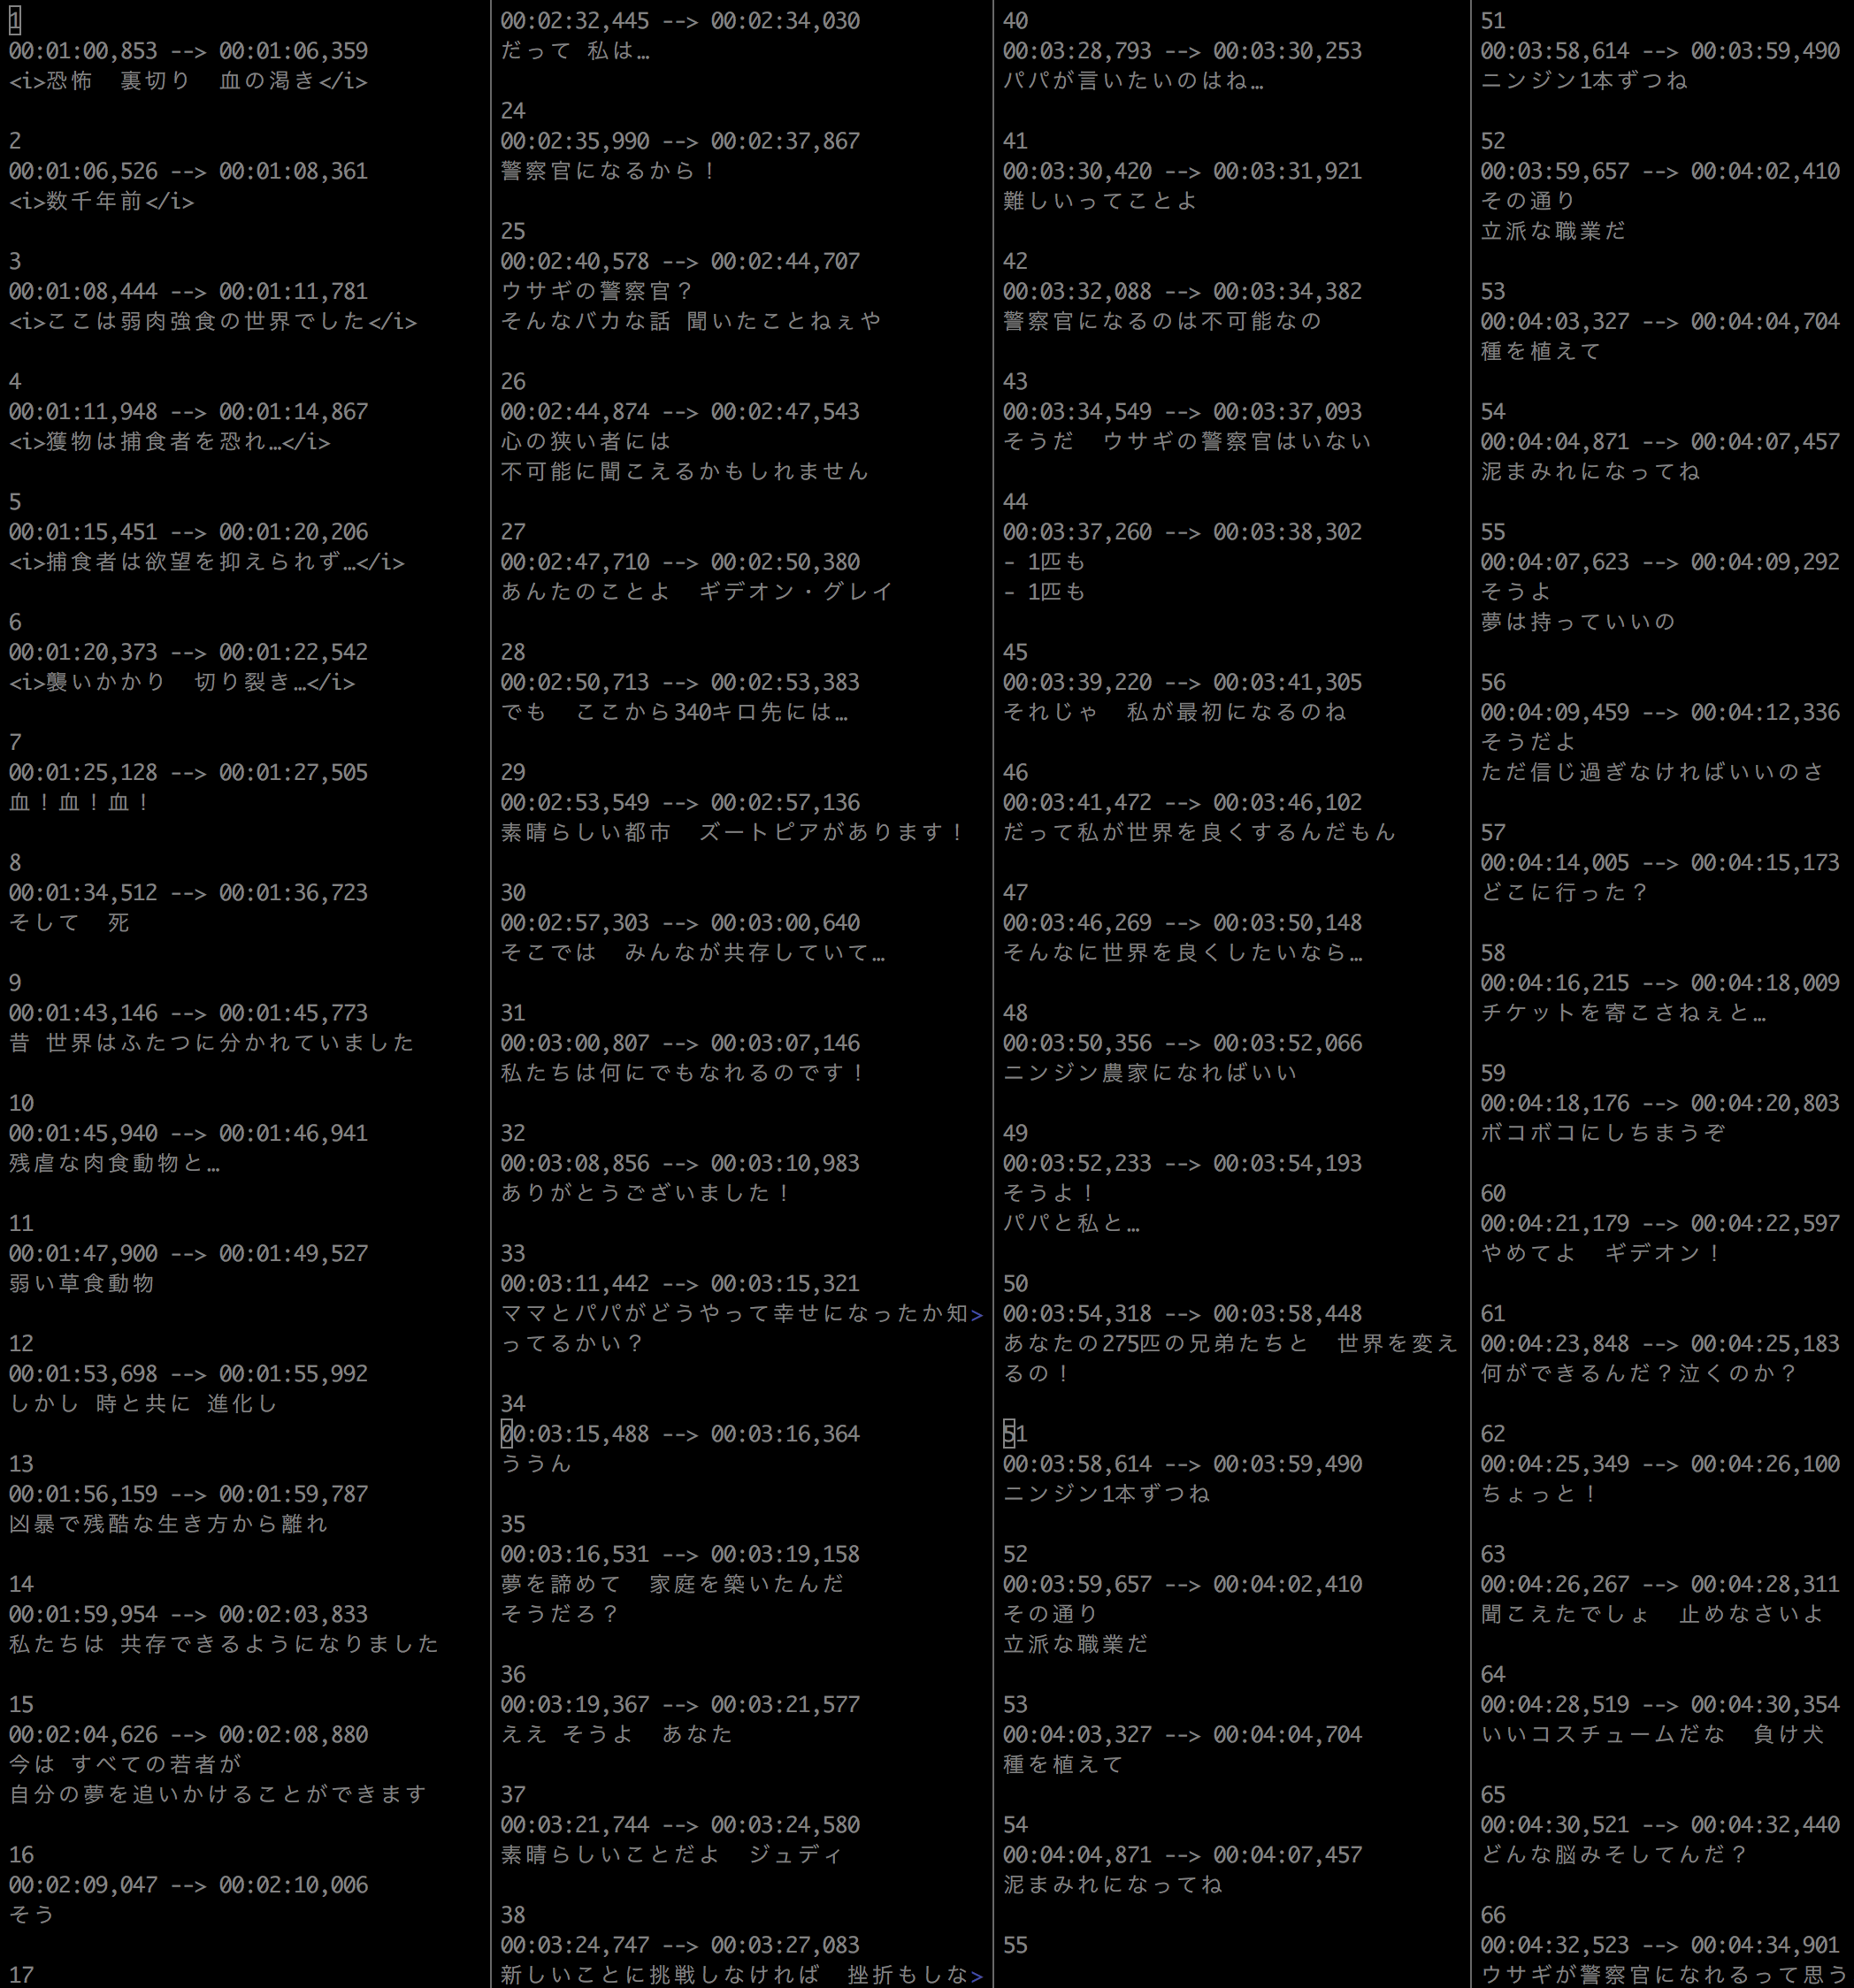 1
00:01:00,853 --> 00:01:06,359
<i>恐怖　裏切り　血の渇き</i>

2
00:01:06,526 --> 00:01:08,361
<i>数千年前</i>

3
00:01:08,444 --> 00:01:11,781
<i>ここは弱肉強食の世界でした</i>

4
00:01:11,948 --> 00:01:14,867
<i>獲物は捕食者を恐れ…</i>

5
00:01:15,451 --> 00:01:20,206
<i>捕食者は欲望を抑えられず…</i>

6
00:01:20,373 --> 00:01:22,542
<i>襲いかかり　切り裂き…</i>

7
00:01:25,128 --> 00:01:27,505
血！血！血！

8
00:01:34,512 --> 00:01:36,723
そして　死

9
00:01:43,146 --> 00:01:45,773
昔 世界はふたつに分かれていました

10
00:01:45,940 --> 00:01:46,941
残虐な肉食動物と…

11
00:01:47,900 --> 00:01:49,527
弱い草食動物

12
00:01:53,698 --> 00:01:55,992
しかし 時と共に 進化し

13
00:01:56,159 --> 00:01:59,787
凶暴で残酷な生き方から離れ

14
00:01:59,954 --> 00:02:03,833
私たちは 共存できるようになりました

15
00:02:04,626 --> 00:02:08,880
今は すべての若者が
自分の夢を追いかけることができます

16
00:02:09,047 --> 00:02:10,006
そう

17
00:02:32,445 --> 00:02:34,030
だって 私は…

24
00:02:35,990 --> 00:02:37,867
警察官になるから！

25
00:02:40,578 --> 00:02:44,707
ウサギの警察官？
そんなバカな話 聞いたことねぇや

26
00:02:44,874 --> 00:02:47,543
心の狭い者には
不可能に聞こえるかもしれません

27
00:02:47,710 --> 00:02:50,380
あんたのことよ　ギデオン・グレイ

28
00:02:50,713 --> 00:02:53,383
でも　ここから340キロ先には…

29
00:02:53,549 --> 00:02:57,136
素晴らしい都市　ズートピアがあります！

30
00:02:57,303 --> 00:03:00,640
そこでは　みんなが共存していて…

31
00:03:00,807 --> 00:03:07,146
私たちは何にでもなれるのです！

32
00:03:08,856 --> 00:03:10,983
ありがとうございました！

33
00:03:11,442 --> 00:03:15,321
ママとパパがどうやって幸せになったか知>
ってるかい？

34
00:03:15,488 --> 00:03:16,364
ううん

35
00:03:16,531 --> 00:03:19,158
夢を諦めて　家庭を築いたんだ
そうだろ？

36
00:03:19,367 --> 00:03:21,577
ええ そうよ　あなた

37
00:03:21,744 --> 00:03:24,580
素晴らしいことだよ　ジュディ

38
00:03:24,747 --> 00:03:27,083
新しいことに挑戦しなければ　挫折もしな>

40
00:03:28,793 --> 00:03:30,253
パパが言いたいのはね…

41
00:03:30,420 --> 00:03:31,921
難しいってことよ

42
00:03:32,088 --> 00:03:34,382
警察官になるのは不可能なの

43
00:03:34,549 --> 00:03:37,093
そうだ　ウサギの警察官はいない

44
00:03:37,260 --> 00:03:38,302
- 1匹も
- 1匹も

45
00:03:39,220 --> 00:03:41,305
それじゃ　私が最初になるのね

46
00:03:41,472 --> 00:03:46,102
だって私が世界を良くするんだもん

47
00:03:46,269 --> 00:03:50,148
そんなに世界を良くしたいなら…

48
00:03:50,356 --> 00:03:52,066
ニンジン農家になればいい

49
00:03:52,233 --> 00:03:54,193
そうよ！
パパと私と…

50
00:03:54,318 --> 00:03:58,448
あなたの275匹の兄弟たちと　世界を変え
るの！

51
00:03:58,614 --> 00:03:59,490
ニンジン1本ずつね

52
00:03:59,657 --> 00:04:02,410
その通り
立派な職業だ

53
00:04:03,327 --> 00:04:04,704
種を植えて

54
00:04:04,871 --> 00:04:07,457
泥まみれになってね

55

51
00:03:58,614 --> 00:03:59,490
ニンジン1本ずつね

52
00:03:59,657 --> 00:04:02,410
その通り
立派な職業だ

53
00:04:03,327 --> 00:04:04,704
種を植えて

54
00:04:04,871 --> 00:04:07,457
泥まみれになってね

55
00:04:07,623 --> 00:04:09,292
そうよ
夢は持っていいの

56
00:04:09,459 --> 00:04:12,336
そうだよ
ただ信じ過ぎなければいいのさ

57
00:04:14,005 --> 00:04:15,173
どこに行った？

58
00:04:16,215 --> 00:04:18,009
チケットを寄こさねぇと…

59
00:04:18,176 --> 00:04:20,803
ボコボコにしちまうぞ

60
00:04:21,179 --> 00:04:22,597
やめてよ　ギデオン！

61
00:04:23,848 --> 00:04:25,183
何ができるんだ？泣くのか？

62
00:04:25,349 --> 00:04:26,100
ちょっと！

63
00:04:26,267 --> 00:04:28,311
聞こえたでしょ　止めなさいよ

64
00:04:28,519 --> 00:04:30,354
いいコスチュームだな　負け犬

65
00:04:30,521 --> 00:04:32,440
どんな脳みそしてんだ？

66
00:04:32,523 --> 00:04:34,901
ウサギが警察官になれるって思う